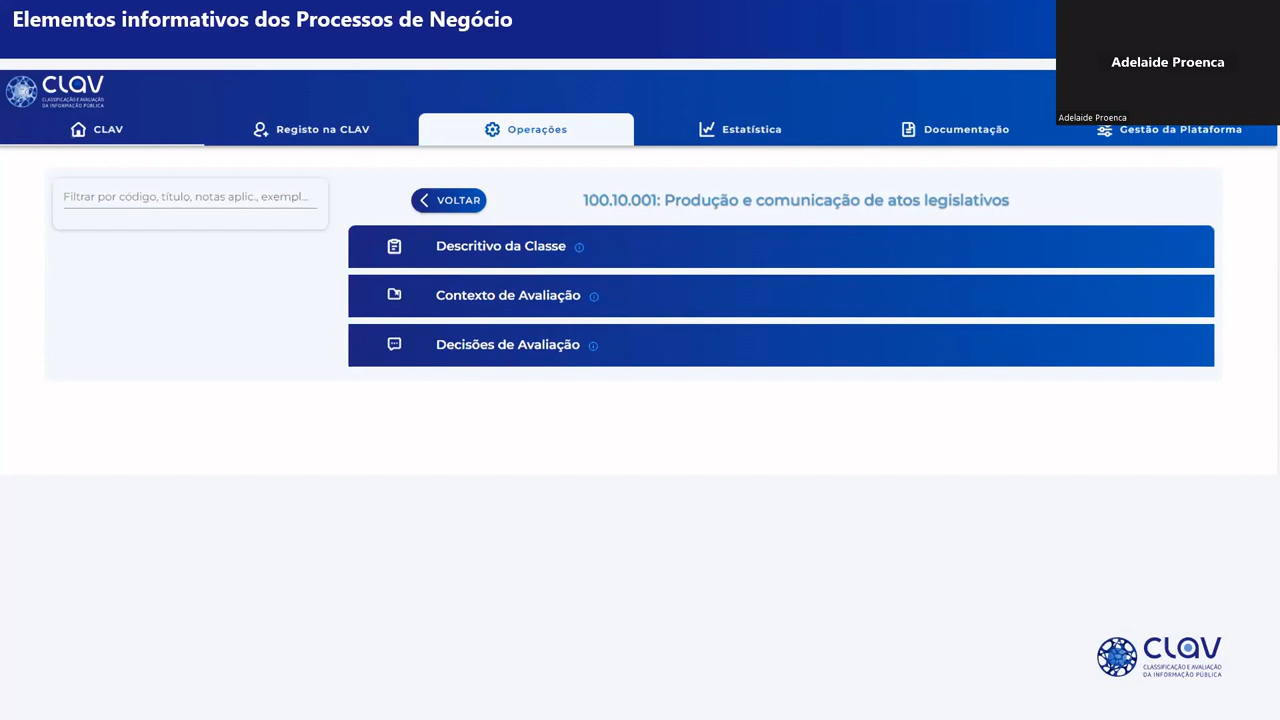 Elementos informativos dos Processos de Negócio
Adelaide Proenca
Adelaide Proenca
CLAV
CLASSIFICAÇÃO E AVALIAÇÃO
DA INFORMAÇÃO PÚBLICA
CLAV
Registo na CLAV
Operações
Estatística
Documentação
Gestão da Plataforma
Filtrar por código, título, notas aplic., exempl...
VOLTAR
100.10.001: Produção e comunicação de atos legislativos
Descritivo da Classe
Contexto de Avaliação
Decisões de Avaliação
CLAV
CLASSIFICAÇÃO E AVALIAÇÃO
DA INFORMAÇÃO PÚBLICA